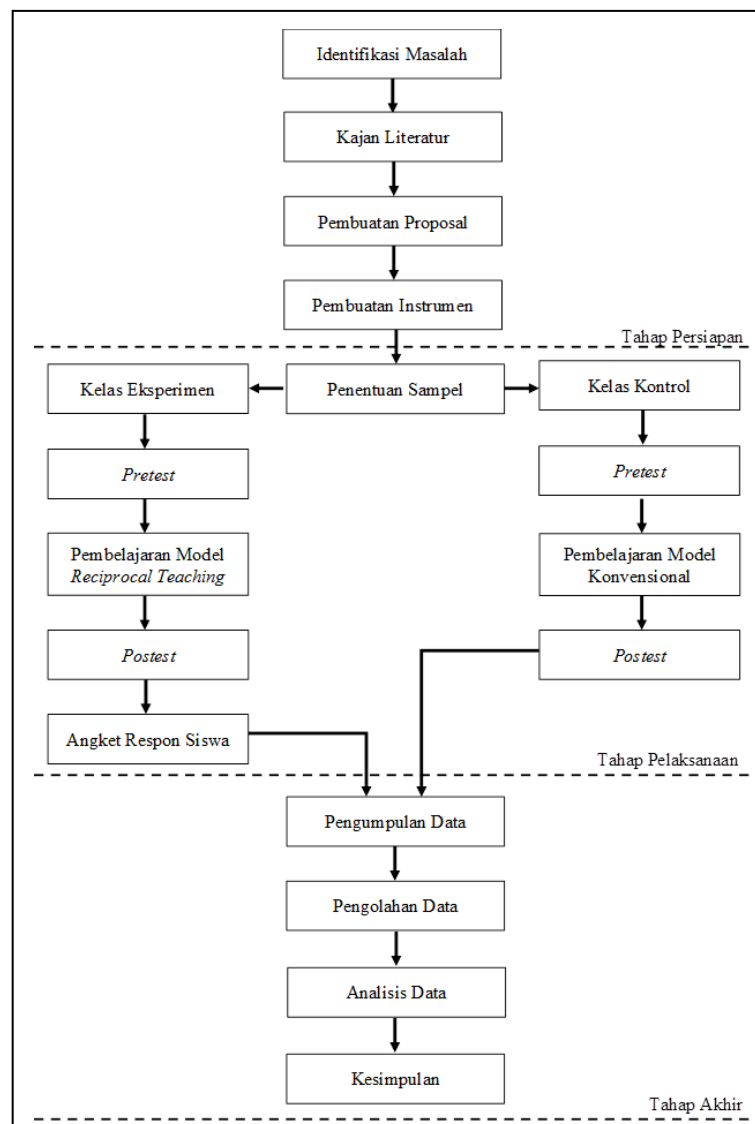 Identifikasi Masalah
Kajan Literatur
Pembuatan Proposal
Pembuatan Instrumen
Tahap Persiapan
Kelas Eksperimen
Penentuan Sampel
Kelas Kontrol
Pretest
Pretest
Pembelajaran Model
Reciprocal Teaching
Pembelajaran Model
Konvensional
Postest
Postest
Angket Respon Siswa
Tahap Pelaksanaan
Pengumpulan Data
Pengolahan Data
Analisis Data
Kesimpulan
Tahap Akhir